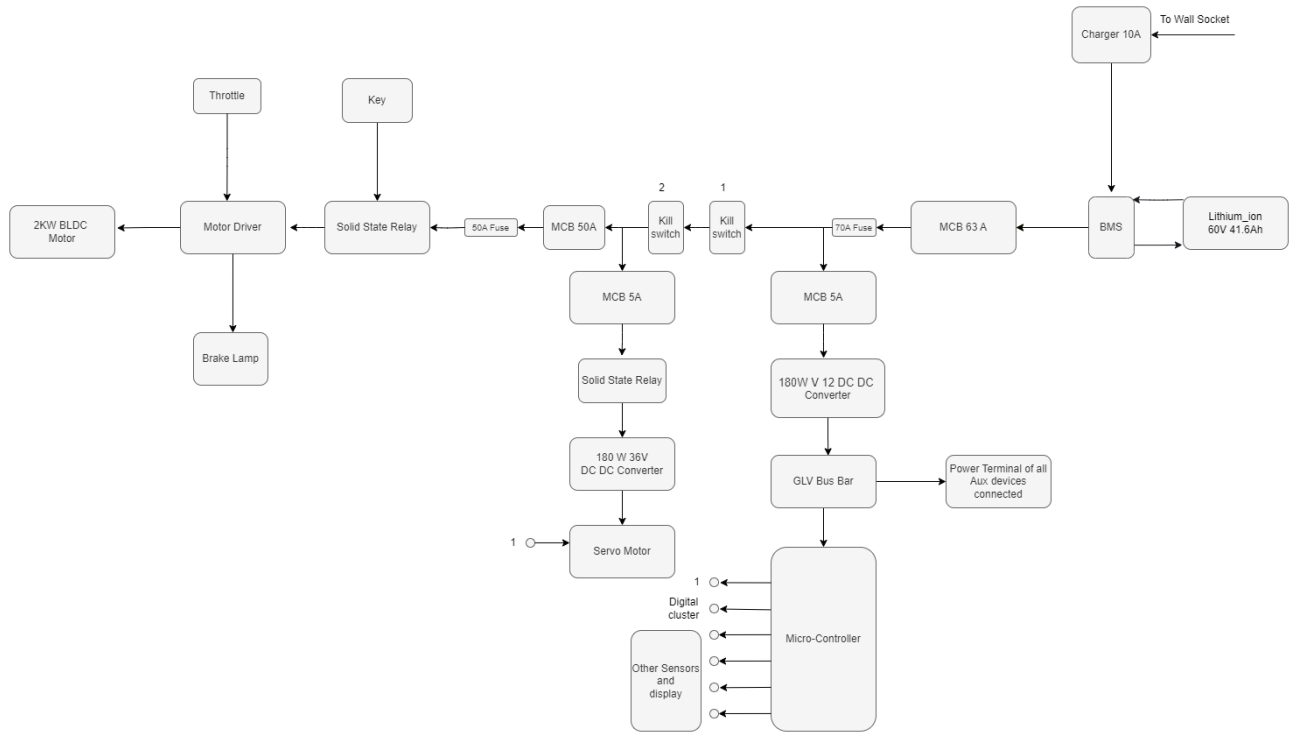 To Wall Socket
Charger 10A
Throttle
Key
2
1
2KW BLDC
Motor
Motor Driver
Solid State Relay
50A Fuse
MCB 50A
Kill
switch
Kill
switch
70A Fuse
MCB 63 A
BMS
Lithium_ion
60V 41.6Ah
MCB 5A
MCB 5A
Brake Lamp
Solid State Relay
180W V 12 DC DC
Converter
180 W 36V
DC DC Converter
GLV Bus Bar
Power Terminal of all
Aux devices
connected
1
Servo Motor
1
Digital
cluster
Micro-Controller
Other Sensors
and
display